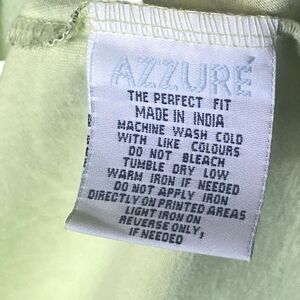 AZZURÉ
THE PERFECT FIT
MADE IN INDIA
MACHINE WASH COLD
WITH LIKE COLOURS
DO NOT BLEACH
TUMBLE DRY LOW
WARM IRON IF NEEDED
DO NOT APPLY IRON
DIRECTLY ON PRINTED AREAS
LIGHT IRON ON
REVERSE ONLY,
IF NEEDED